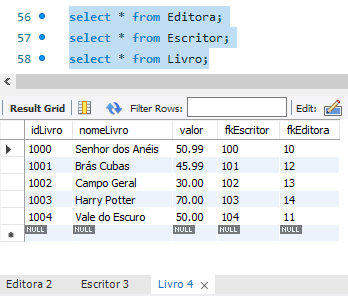 56 select * from Editora;
57 select * from Escritor;
58 select * from Livro;
Result Grid Filter Rows: Edit:
idLivro nomeLivro valor fkEscritor fkEditora
1000 Senhor dos Anéis 50.99 100 10
1001 Brás Cubas 45.99 101 12
1002 Campo Geral 30.00 102 13
1003 Harry Potter 70.00 103 14
1004 Vale do Escuro 50.00 104 11
NULL NULL NULL NULL NULL
Editora 2 Escritor 3 Livro 4